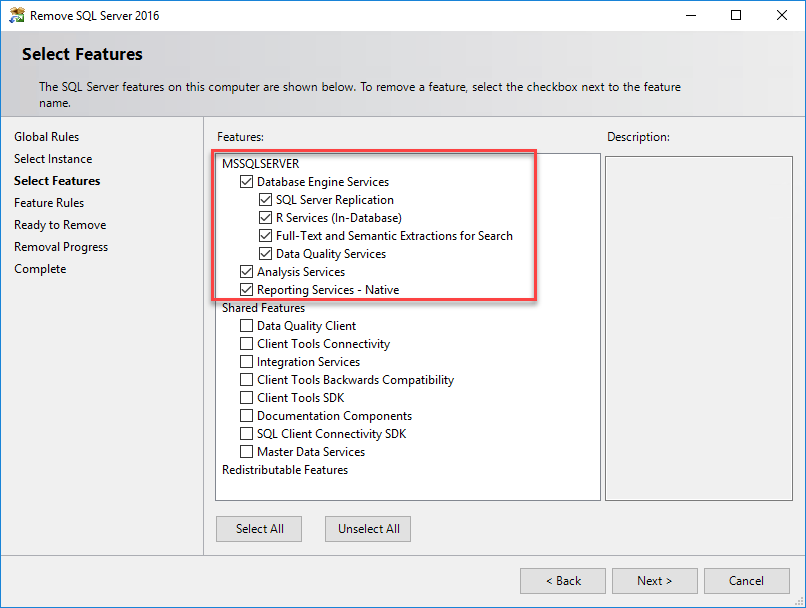 Remove SQL Server 2016
Select Features
The SQL Server features on this computer are shown below. To remove a feature, select the checkbox next to the feature
name.
Global Rules
Select Instance
Select Features
Feature Rules
Ready to Remove
Removal Progress
Complete
Features:
MSSQLSERVER
Database Engine Services
SQL Server Replication
R Services (In-Database)
Full-Text and Semantic Extractions for Search
Data Quality Services
Analysis Services
Reporting Services - Native
Shared Features
Data Quality Client
Client Tools Connectivity
Integration Services
Client Tools Backwards Compatibility
Client Tools SDK
Documentation Components
SQL Client Connectivity SDK
Master Data Services
Redistributable Features
Description:
Select All
Unselect All
< Back
Next >
Cancel